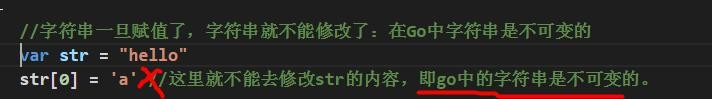 //字符串一旦赋值了，字符串就不能修改了：在Go中字符串是不可变的
var str = "hello"
str[0] = 'a' //这里就不能去修改str的内容，即go中的字符串是不可变的。